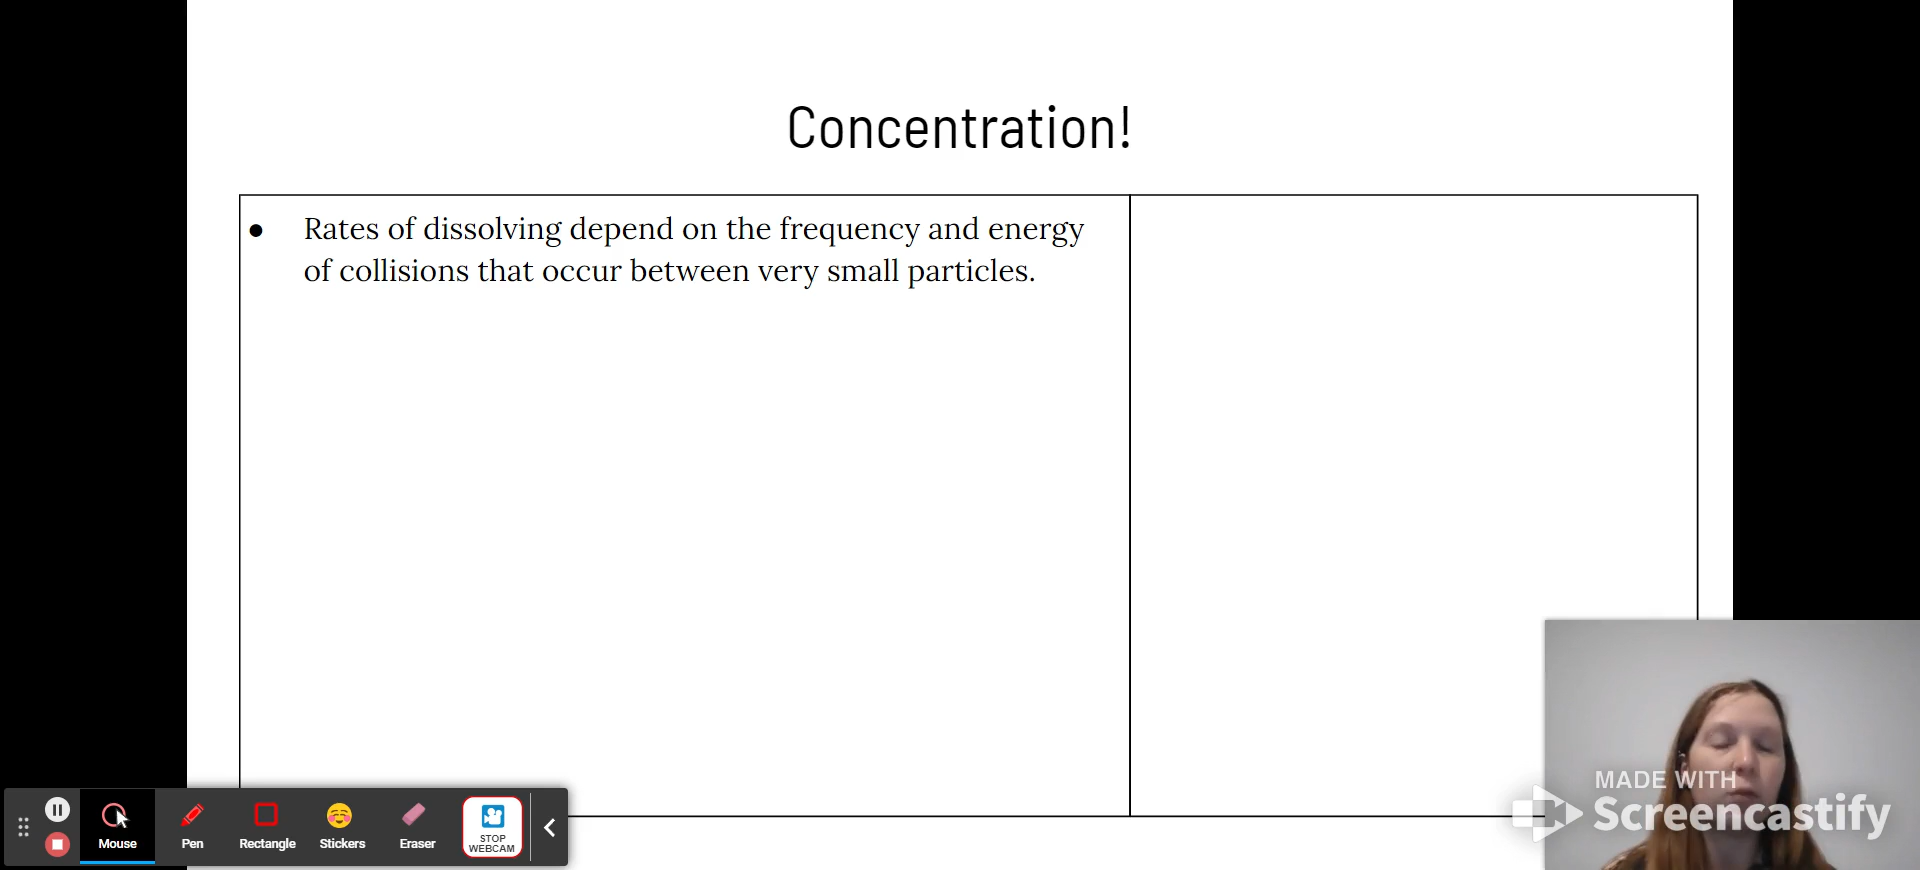 Concentration!
● Rates of dissolving depend on the frequency and energy
of collisions that occur between very small particles.
Mouse
Pen
Rectangle
Stickers
Eraser
STOP
WEBCAM
MADE WITH
Screencastify